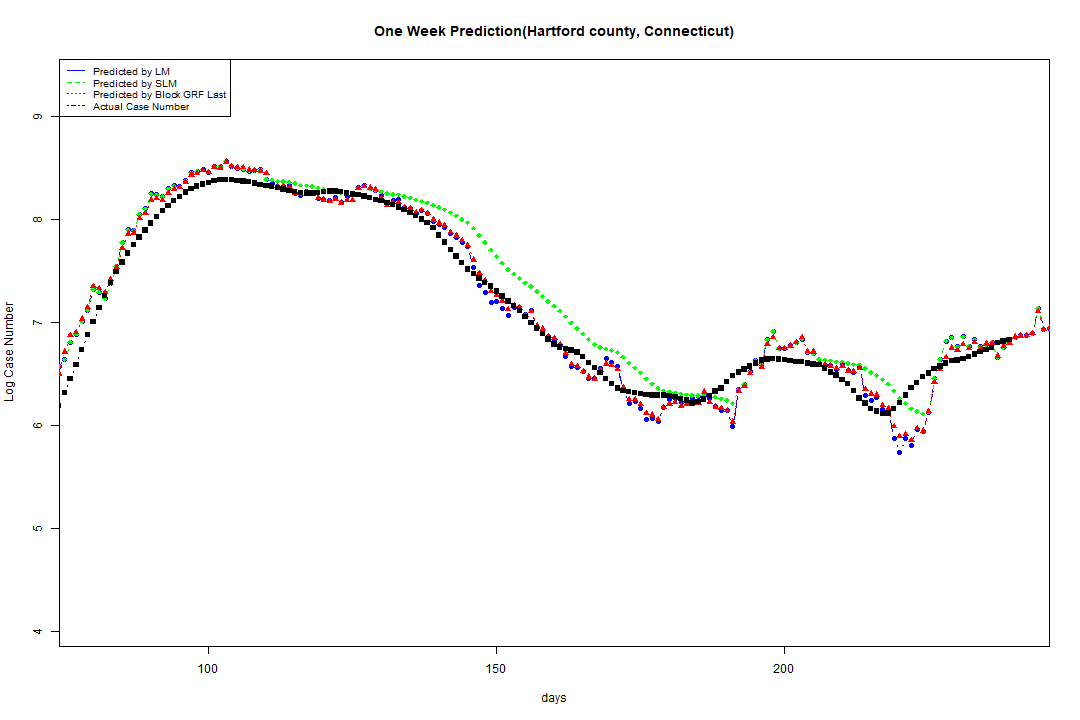 One Week Prediction(Hartford county, Connecticut)
Predicted by LM
Predicted by SLM
Predicted by Block GRF Last
Actual Case Number
9
8
7
6
5
4
Log Case Number
100 150 200
days